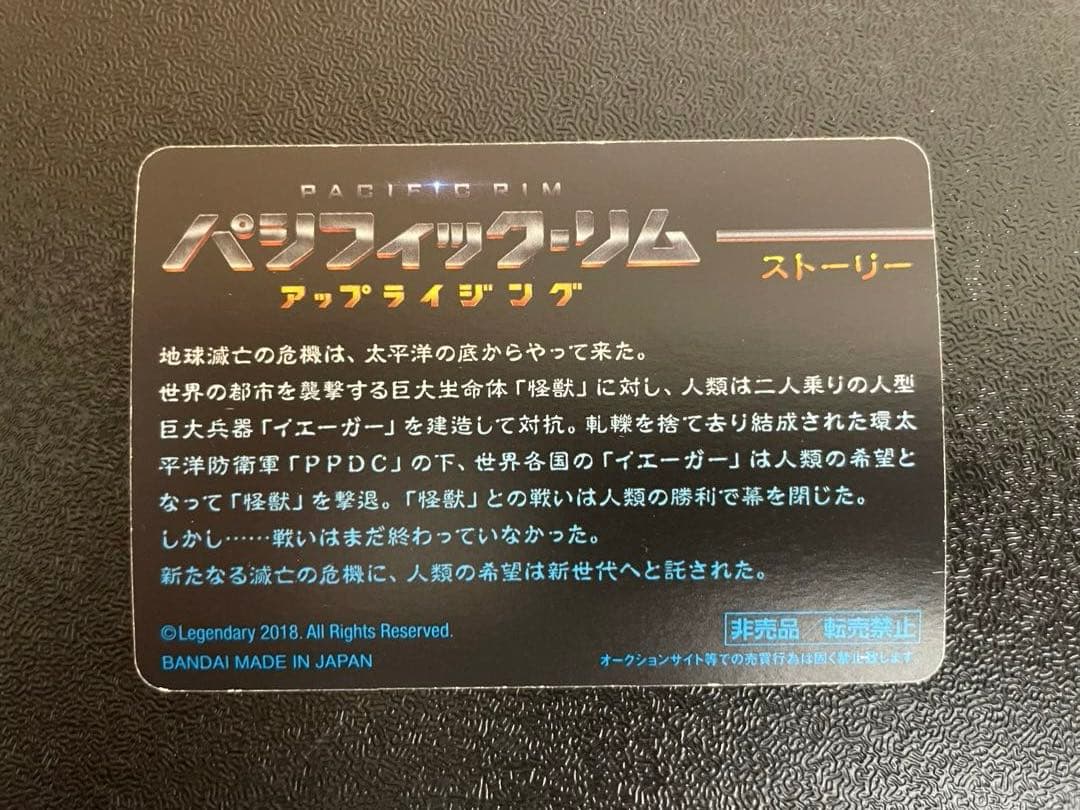 PACIFIC RIM
パシフィック・リム
アップライジング
ストーリー
地球滅亡の危機は、太平洋の底からやって来た。
世界の都市を襲撃する巨大生命体「怪獣」に対し、人類は二人乗りの人型
巨大兵器「イエーガー」を建造して対抗。軋轢を捨て去り結成された環太
平洋防衛軍「PPDC」の下、世界各国の「イエーガー」は人類の希望と
なって「怪獣」を撃退。「怪獣」との戦いは人類の勝利で幕を閉じた。
しかし……戦いはまだ終わっていなかった。
新たなる滅亡の危機に、人類の希望は新世代へと託された。
©Legendary 2018. All Rights Reserved.
BANDAI MADE IN JAPAN
非売品 転売禁止
オークションサイト等での売買行為は固く禁止致します